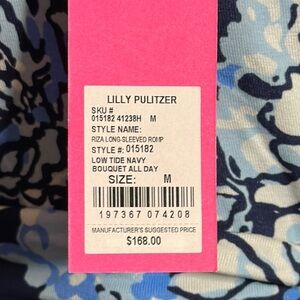 LILLY PULITZER
SKU #
015182 41238H M
STYLE NAME:
RIZA LONG-SLEEVED ROMP
STYLE #: 015182
LOW TIDE NAVY
BOUQUET ALL DAY
SIZE: M
197367 074208
MANUFACTURER'S SUGGESTED PRICE
$168.00